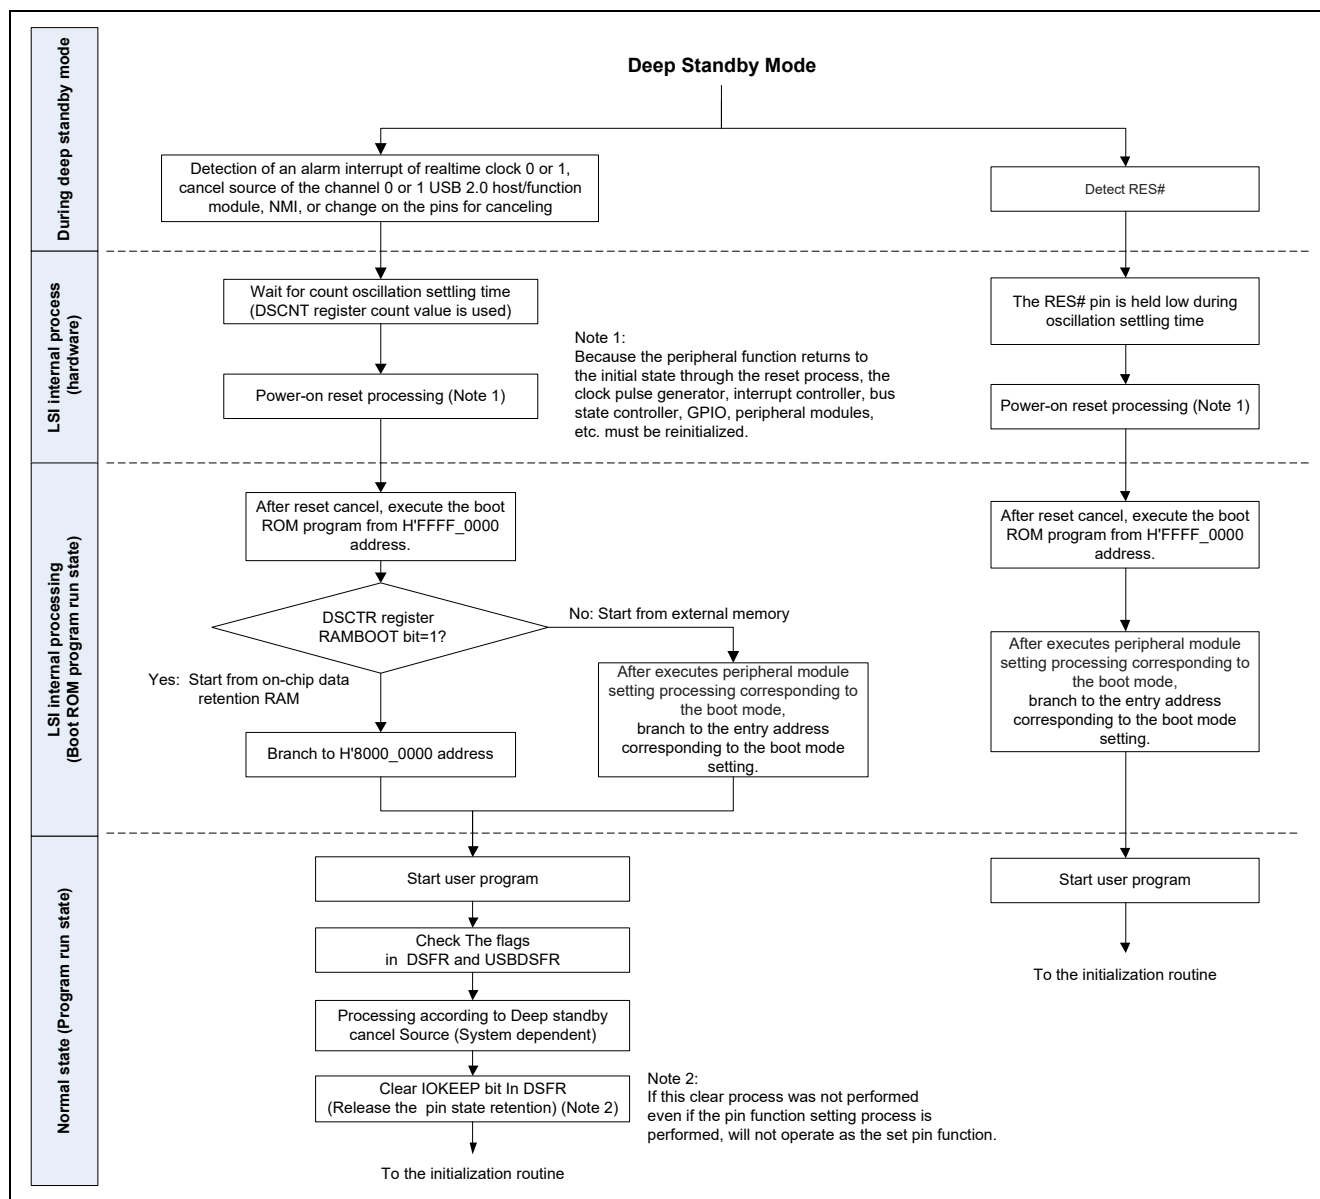 Deep Standby Mode
During deep standby mode
Detection of an alarm interrupt of realtime clock 0 or 1,
cancel source of the channel 0 or 1 USB 2.0 host/function
module, NMI, or change on the pins for canceling
Detect RES#
LSI internal process
(hardware)
Wait for count oscillation settling time
(DSCNT register count value is used)
Power-on reset processing (Note 1)
Note 1:
Because the peripheral function returns to
the initial state through the reset process, the
clock pulse generator, interrupt controller, bus
state controller, GPIO, peripheral modules,
etc. must be reinitialized.
The RES# pin is held low during
oscillation settling time
Power-on reset processing (Note 1)
LSI internal processing
(Boot ROM program run state)
After reset cancel, execute the boot
ROM program from H'FFFF_0000
address.
DSCTR register
RAMBOOT bit=1?
No: Start from external memory
Yes: Start from on-chip data
retention RAM
Branch to H'8000_0000 address
After executes peripheral module
setting processing corresponding to
the boot mode,
branch to the entry address
corresponding to the boot mode
setting.
After reset cancel, execute the boot
ROM program from H'FFFF_0000
address.
After executes peripheral module
setting processing corresponding to
the boot mode,
branch to the entry address
corresponding to the boot mode
setting.
Normal state (Program run state)
Start user program
Check The flags
in DSFR and USBDSFR
Processing according to Deep standby
cancel Source (System dependent)
Clear IOKEEP bit In DSFR
(Release the pin state retention) (Note 2)
To the initialization routine
Note 2:
If this clear process was not performed
even if the pin function setting process is
performed, will not operate as the set pin function.
Start user program
To the initialization routine